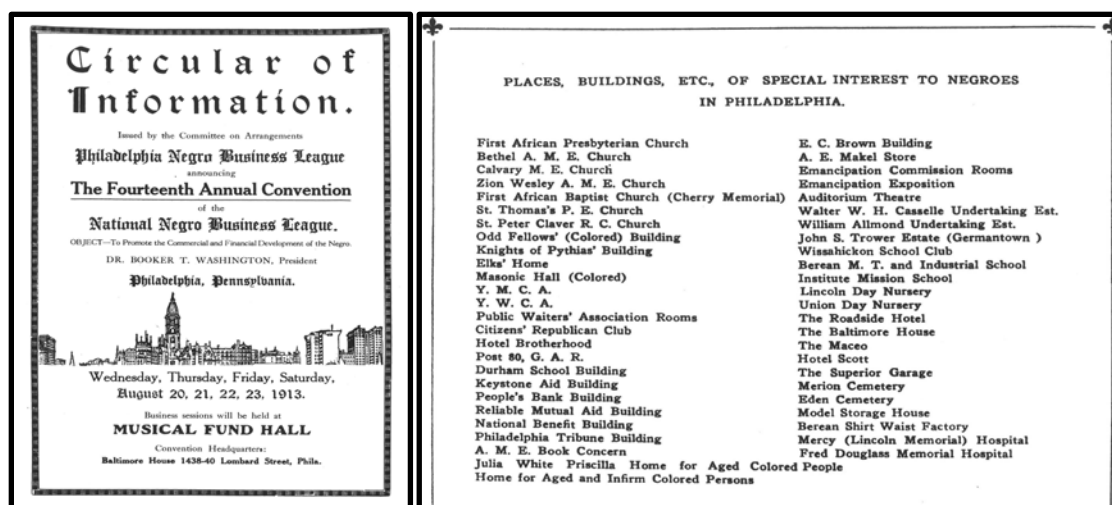 Circular of
Information.
Issued by the Committee on Arrangements
Philadelphia Negro Business League
announcing
The Fourteenth Annual Convention
of the
National Negro Business League.
OBJECT—To Promote the Commercial and Financial Development of the Negro.
DR. BOOKER T. WASHINGTON, President
Philadelphia, Pennsylvania.
Wednesday, Thursday, Friday, Saturday,
August 20, 21, 22, 23, 1913.
Business sessions will be held at
MUSICAL FUND HALL
Convention Headquarters:
Baltimore House 1438-40 Lombard Street, Phila.
PLACES, BUILDINGS, ETC., OF SPECIAL INTEREST TO NEGROES
IN PHILADELPHIA.
First African Presbyterian Church
Bethel A. M. E. Church
Calvary M. E. Church
Zion Wesley A. M. E. Church
First African Baptist Church (Cherry Memorial)
St. Thomas's P. E. Church
St. Peter Claver R. C. Church
Odd Fellows' (Colored) Building
Knights of Pythias' Building
Elks' Home
Masonic Hall (Colored)
Y. M. C. A.
Y. W. C. A.
Public Waiters' Association Rooms
Citizens' Republican Club
Hotel Brotherhood
Post 80, G. A. R.
Durham School Building
Keystone Aid Building
People's Bank Building
Reliable Mutual Aid Building
National Benefit Building
Philadelphia Tribune Building
A. M. E. Book Concern
Julia White Priscilla Home for Aged Colored People
Home for Aged and Infirm Colored Persons
E. C. Brown Building
A. E. Makel Store
Emancipation Commission Rooms
Emancipation Exposition
Auditorium Theatre
Walter W. H. Casselle Undertaking Est.
William Allmond Undertaking Est.
John S. Trower Estate (Germantown )
Wissahickon School Club
Berean M. T. and Industrial School
Institute Mission School
Lincoln Day Nursery
Union Day Nursery
The Roadside Hotel
The Baltimore House
The Maceo
Hotel Scott
The Superior Garage
Merion Cemetery
Eden Cemetery
Model Storage House
Berean Shirt Waist Factory
Mercy (Lincoln Memorial) Hospital
Fred Douglass Memorial Hospital